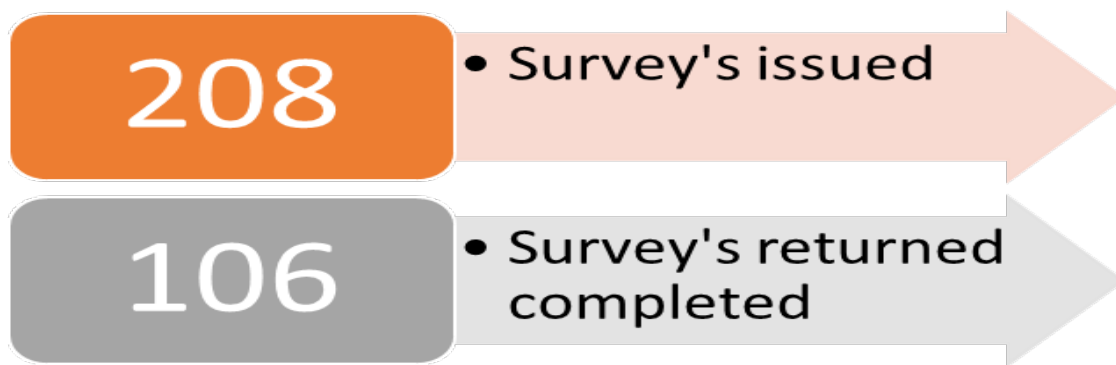 208
• Survey's issued
106
• Survey's returned
completed